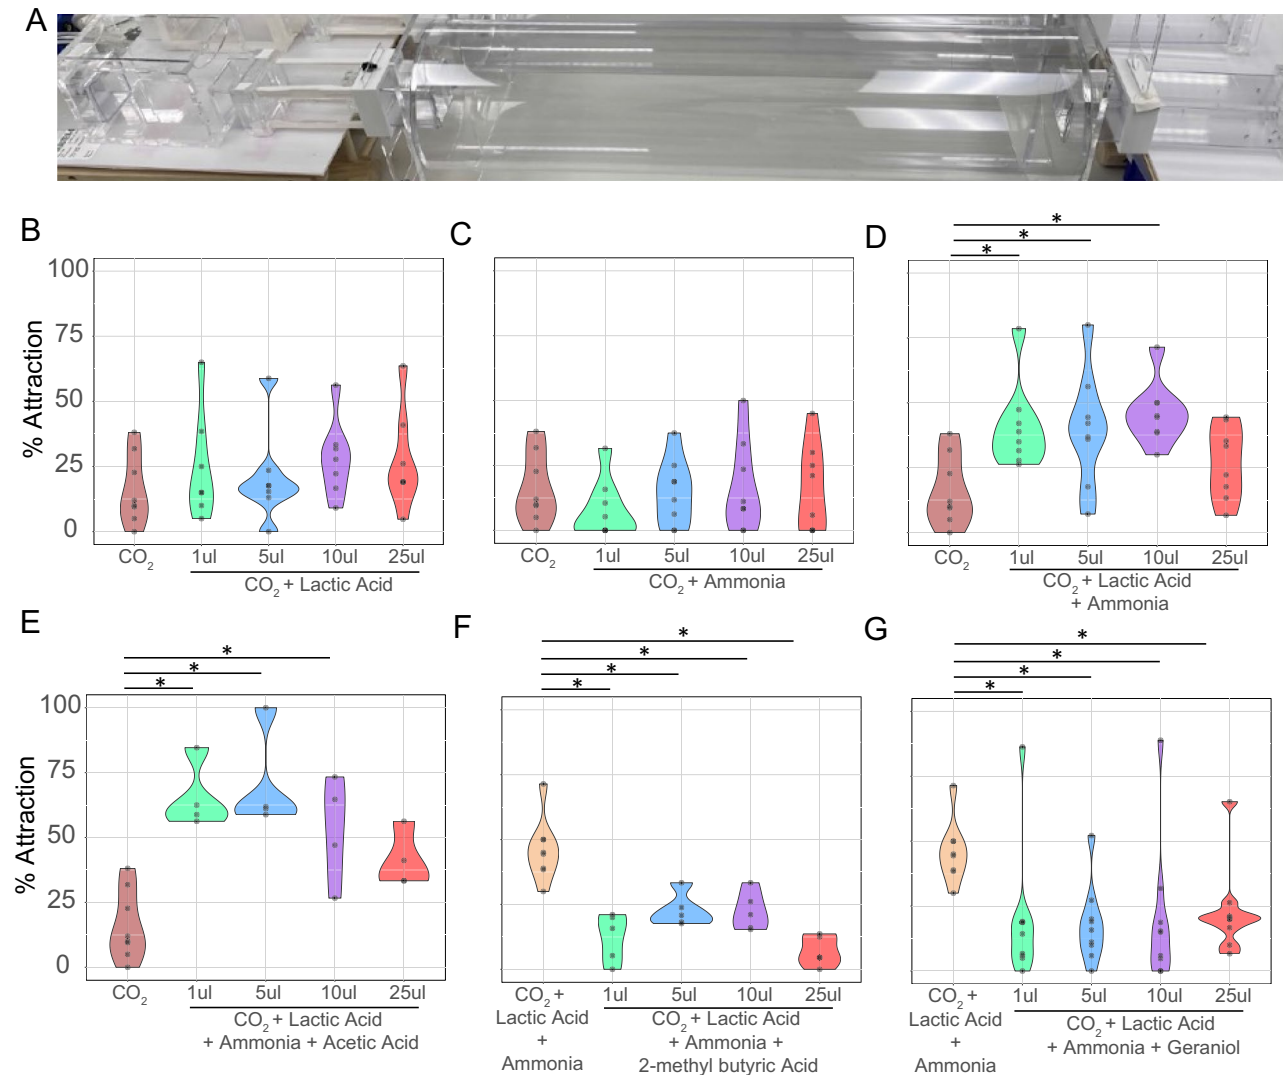 A
B
C
D
* 
*
*
% Attraction
100
75
50
25
0
CO2
1ul
5ul
10ul
25ul
CO2 + Lactic Acid
CO2
1ul
5ul
10ul
25ul
CO2 + Ammonia
CO2
1ul
5ul
10ul
25ul
CO2 + Lactic Acid
+ Ammonia
E
F
G
*
*
*
*
*
*
*
*
*
*
*
% Attraction
100
75
50
25
0
CO2
1ul
5ul
10ul
25ul
CO2 + Lactic Acid
+ Ammonia + Acetic Acid
CO2 +
Lactic Acid
+
Ammonia
1ul
5ul
10ul
25ul
CO2 + Lactic Acid
+ Ammonia +
2-methyl butyric Acid
CO2 +
Lactic Acid
+
Ammonia
1ul
5ul
10ul
25ul
CO2 + Lactic Acid
+ Ammonia + Geraniol